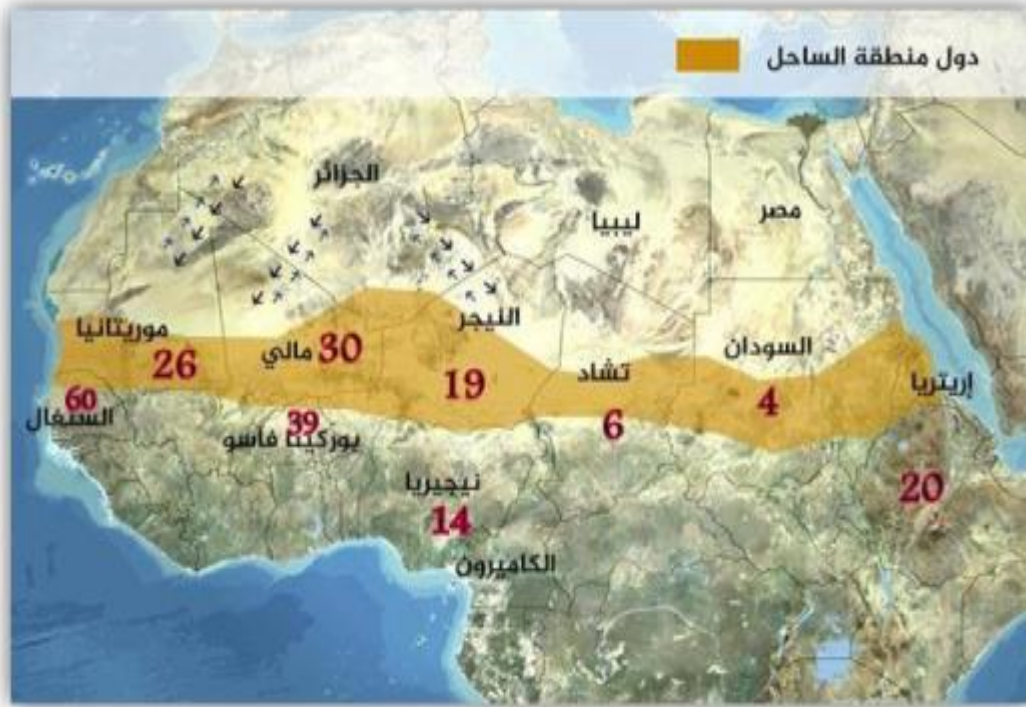 دول منطقة الساحل
الجزائر
ليبيا
مصر
موريتانيا
26
مالي 30
النيجر
19
تشاد
6
السودان
4
إريتريا
60
السنغال
39
بوركينا فاسو
نيجيريا
14
20
الكاميرون